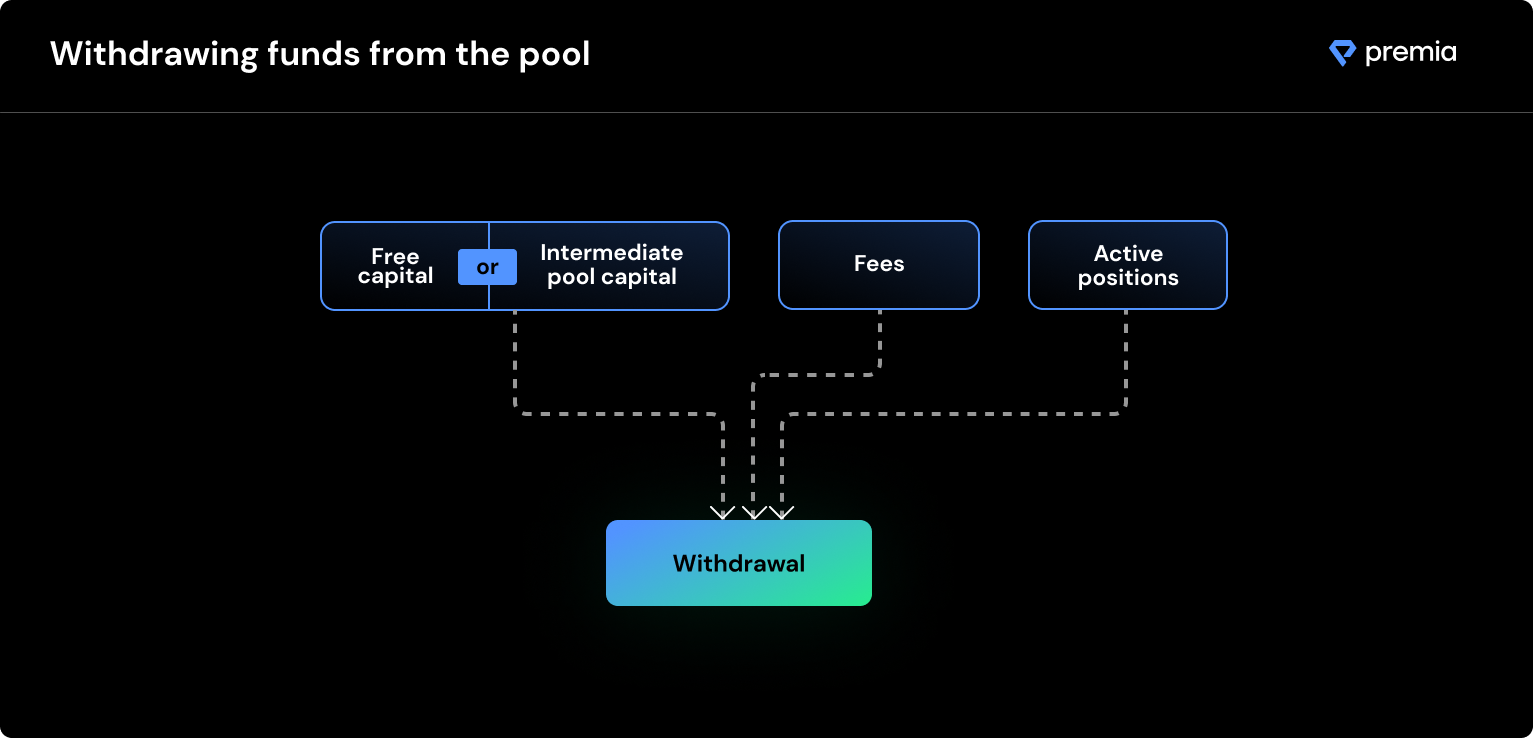 Withdrawing funds from the pool
premia
Free
capital
or
Intermediate
pool capital
Fees
Active
positions
Withdrawal